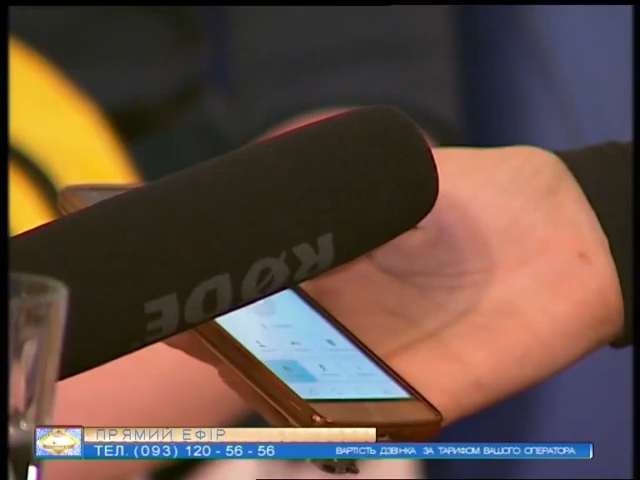 RØDE
ПРЯМИЙ ЕФІР
ТЕЛ. (093) 120 - 56 - 56
ВАРТІСТЬ ДЗВІНКА ЗА ТАРИФОМ ВАШОГО ОПЕРАТОРА